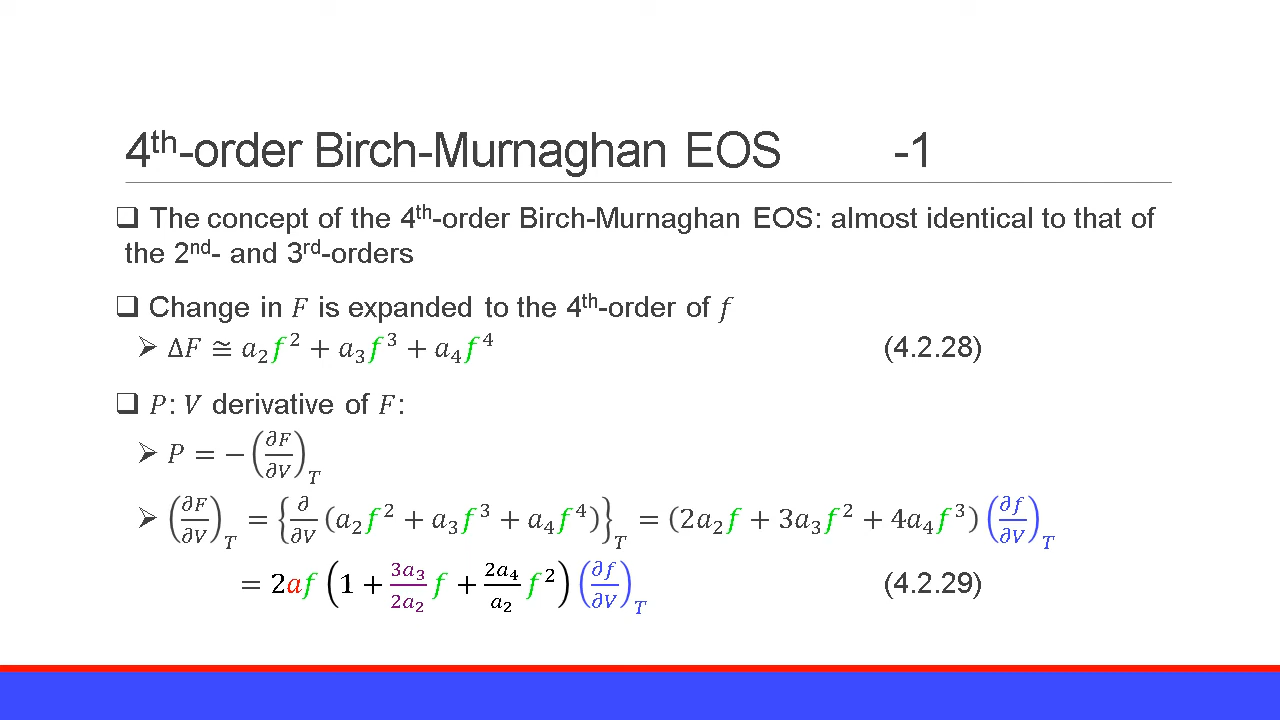 4th-order Birch-Murnaghan EOS -1
❑ The concept of the 4th-order Birch-Murnaghan EOS: almost identical to that of
the 2nd- and 3rd-orders
❑ Change in 𝐹 is expanded to the 4th-order of 𝑓
➢ Δ𝐹 ≅ 𝑎₂𝑓² + 𝑎₃𝑓³ + 𝑎₄𝑓⁴ (4.2.28)
❑ 𝑃: 𝑉 derivative of 𝐹:
➢ 𝑃 = −(∂𝐹/∂𝑉)_𝑇
➢ (∂𝐹/∂𝑉)_𝑇 = {∂/∂𝑉 (𝑎₂𝑓² + 𝑎₃𝑓³ + 𝑎₄𝑓⁴)}_𝑇 = (2𝑎₂𝑓 + 3𝑎₃𝑓² + 4𝑎₄𝑓³)(∂𝑓/∂𝑉)_𝑇
= 2𝑎𝑓(1 + 3𝑎₃/2𝑎₂ 𝑓 + 2𝑎₄/𝑎₂ 𝑓²)(∂𝑓/∂𝑉)_𝑇 (4.2.29)